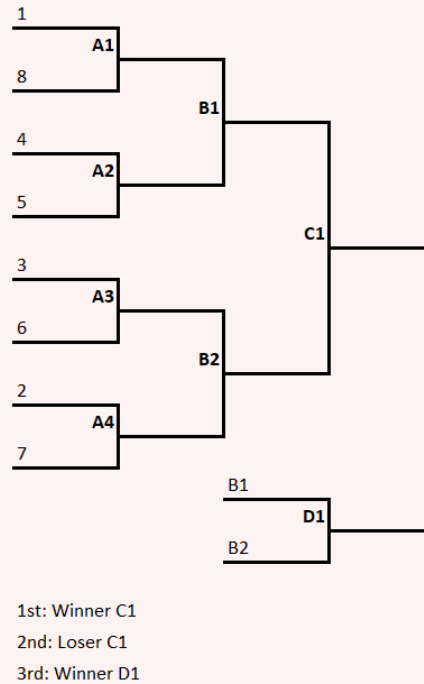 1
A1
8
B1
4
A2
5
C1
3
A3
6
B2
2
A4
7
B1
D1
B2
1st: Winner C1
2nd: Loser C1
3rd: Winner D1